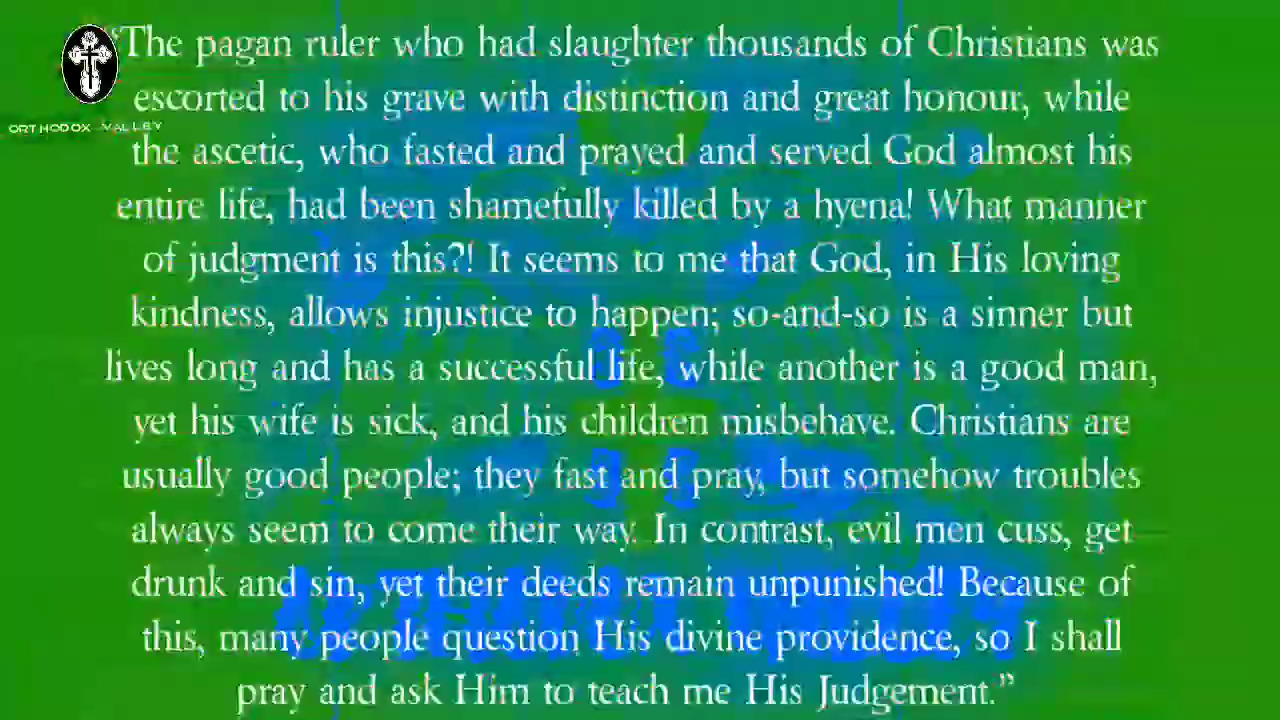 “The pagan ruler who had slaughter thousands of Christians was
escorted to his grave with distinction and great honour, while
ORTHODOX VALLEY
the ascetic, who fasted and prayed and served God almost his
entire life, had been shamefully killed by a hyena! What manner
of judgment is this?! It seems to me that God, in His loving
kindness, allows injustice to happen; so-and-so is a sinner but
lives long and has a successful life, while another is a good man,
yet his wife is sick, and his children misbehave. Christians are
usually good people; they fast and pray, but somehow troubles
always seem to come their way. In contrast, evil men cuss, get
drunk and sin, yet their deeds remain unpunished! Because of
this, many people question His divine providence, so I shall
pray and ask Him to teach me His Judgement.”